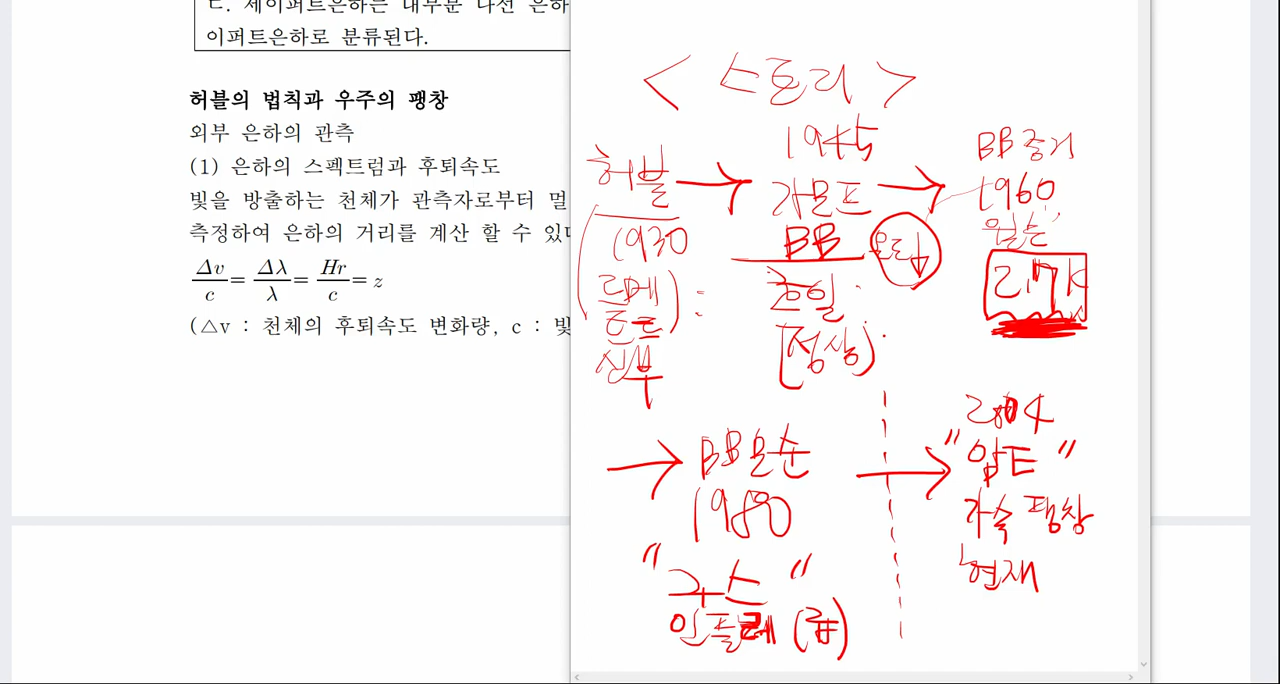 ㄷ. 세이퍼트은하는 대부분 나선 은하
이퍼트은하로 분류된다.
허블의 법칙과 우주의 팽창
외부 은하의 관측
(1) 은하의 스펙트럼과 후퇴속도
빛을 방출하는 천체가 관측자로부터 멀
측정하여 은하의 거리를 계산 할 수 있
Δv/c = Δλ/λ = Hr/c = z
(△v : 천체의 후퇴속도 변화량, c : 빛
< 스토리 >
허블 →
(1930
르메
트르) :
신부
1945
가모프 →
BB
호일
(정상)
온도↓
BB증거
1960
윌슨
2.7K
→ BB모순
1980
"구스"
인플레 (류)
→ 2004
"암E"
가속 팽창
현재